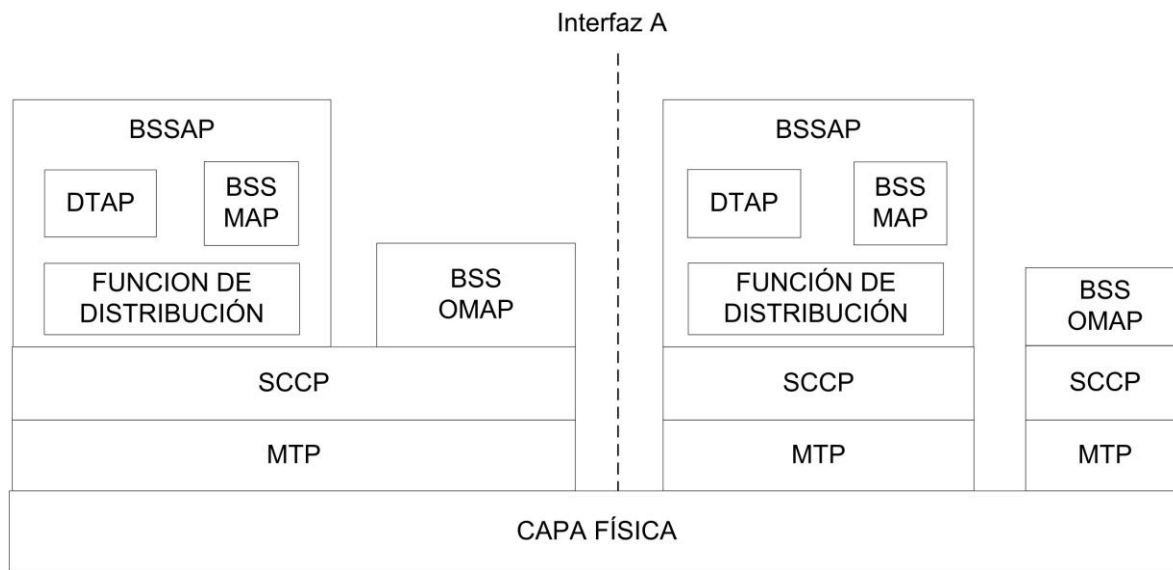 Interfaz A
BSSAP
DTAP
BSS
MAP
FUNCION DE
DISTRIBUCIÓN
BSS
OMAP
SCCP
MTP
BSSAP
DTAP
BSS
MAP
FUNCIÓN DE
DISTRIBUCIÓN
SCCP
MTP
BSS
OMAP
SCCP
MTP
CAPA FÍSICA